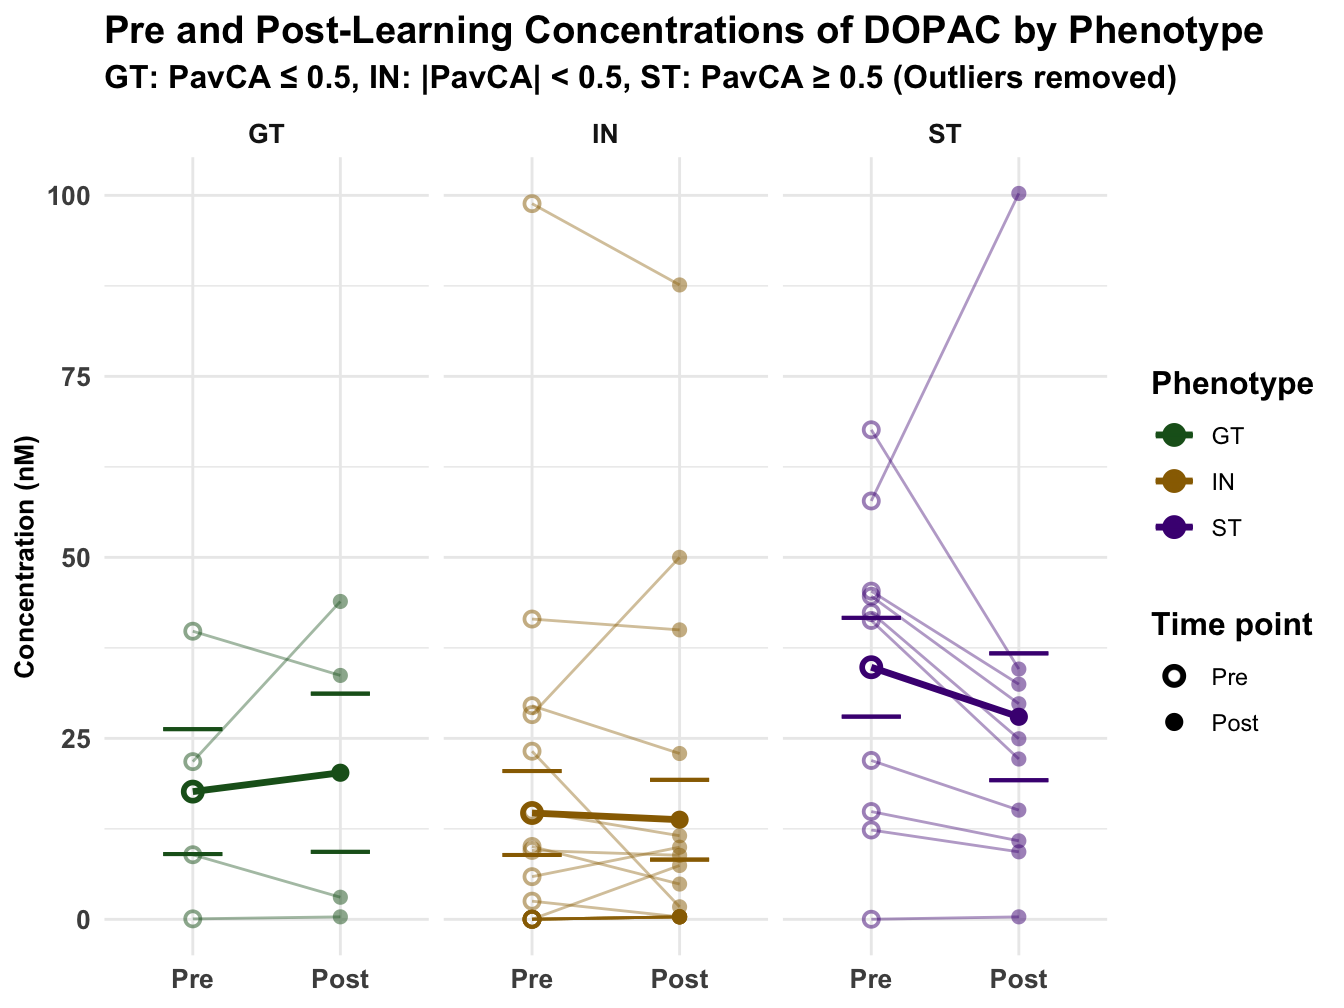 Pre and Post-Learning Concentrations of DOPAC by Phenotype
GT: PavCA ≤ 0.5, IN: |PavCA| < 0.5, ST: PavCA ≥ 0.5 (Outliers removed)
GT
IN
ST
100
75
50
25
0
Concentration (nM)
Pre
Post
Pre
Post
Pre
Post
Phenotype
GT
IN
ST
Time point
Pre
Post